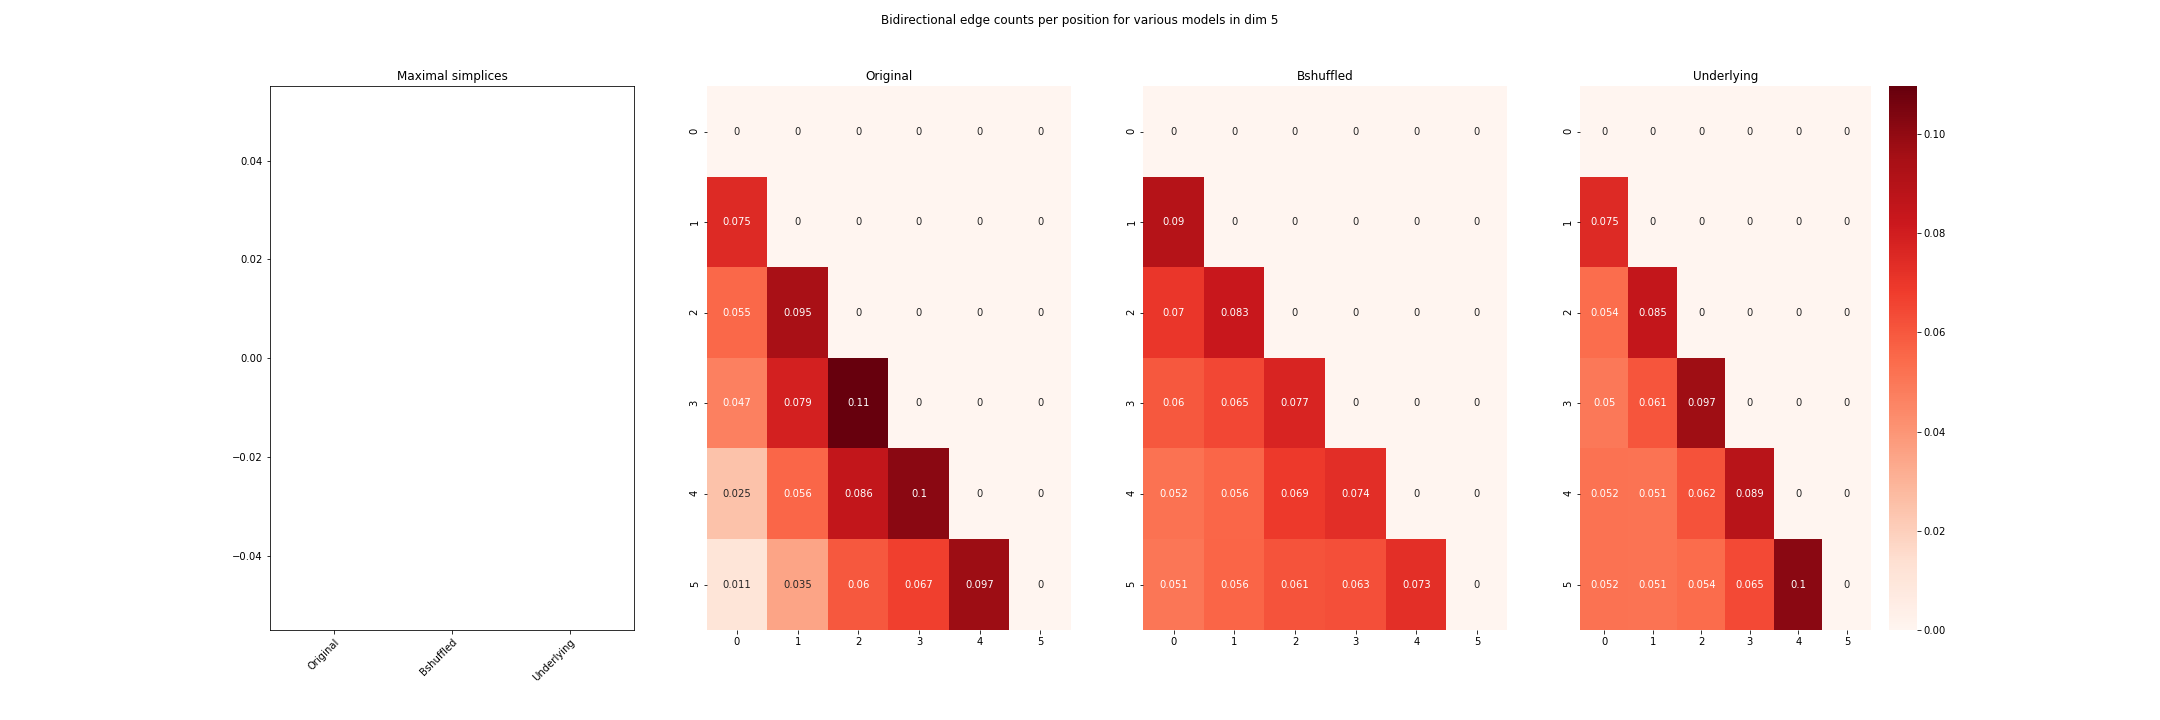 Bidirectional edge counts per position for various models in dim 5
Maximal simplices
0.04
0.02
0.00
−0.02
−0.04
Original
Bshuffled
Underlying
Original
0 0 0 0 0 0 0
1 0.075 0 0 0 0 0
2 0.055 0.095 0 0 0 0
3 0.047 0.079 0.11 0 0 0
4 0.025 0.056 0.086 0.1 0 0
5 0.011 0.035 0.06 0.067 0.097 0
0 1 2 3 4 5
Bshuffled
0 0 0 0 0 0 0
1 0.09 0 0 0 0 0
2 0.07 0.083 0 0 0 0
3 0.06 0.065 0.077 0 0 0
4 0.052 0.056 0.069 0.074 0 0
5 0.051 0.056 0.061 0.063 0.073 0
0 1 2 3 4 5
Underlying
0 0 0 0 0 0 0
1 0.075 0 0 0 0 0
2 0.054 0.085 0 0 0 0
3 0.05 0.061 0.097 0 0 0
4 0.052 0.051 0.062 0.089 0 0
5 0.052 0.051 0.054 0.065 0.1 0
0 1 2 3 4 5
0.10
0.08
0.06
0.04
0.02
0.00